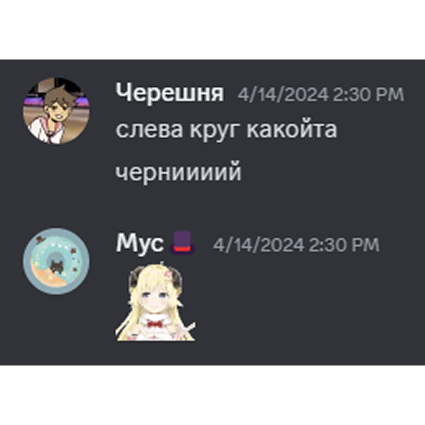 Черешня 4/14/2024 2:30 PM
слева круг какойта
черниииий
Мус 4/14/2024 2:30 PM